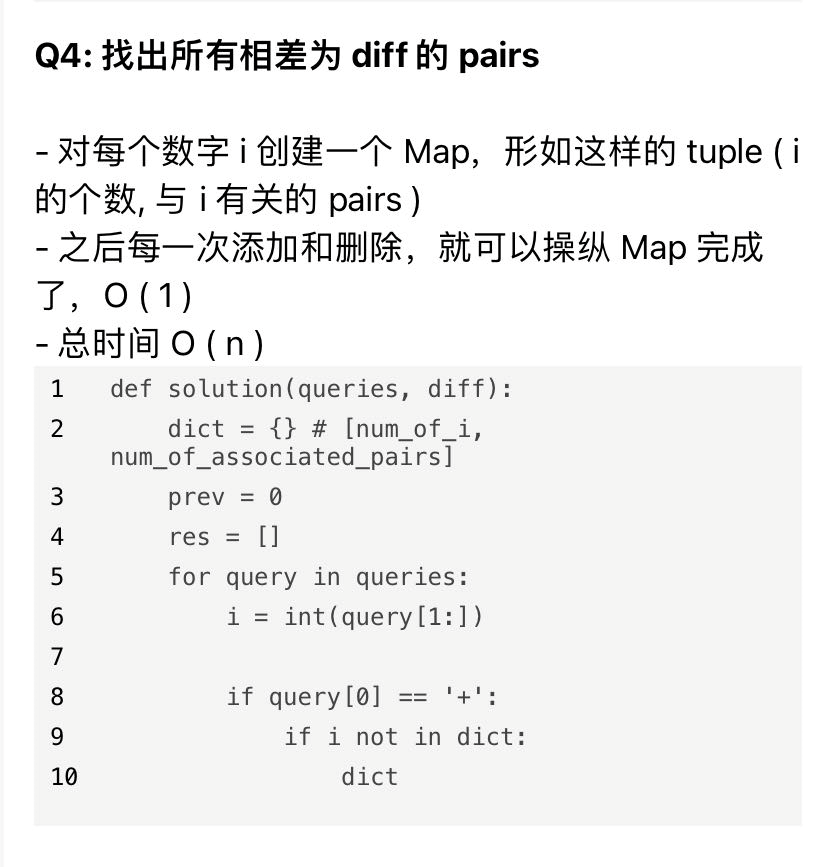 Q4: 找出所有相差为 diff 的 pairs
- 对每个数字 i 创建一个 Map，形如这样的 tuple ( i
的个数, 与 i 有关的 pairs )
- 之后每一次添加和删除，就可以操纵 Map 完成
了，O ( 1 )
- 总时间 O ( n )
1 def solution(queries, diff):
2     dict = {} # [num_of_i,
num_of_associated_pairs]
3     prev = 0
4     res = []
5     for query in queries:
6         i = int(query[1:])
7
8         if query[0] == '+':
9             if i not in dict:
10                 dict